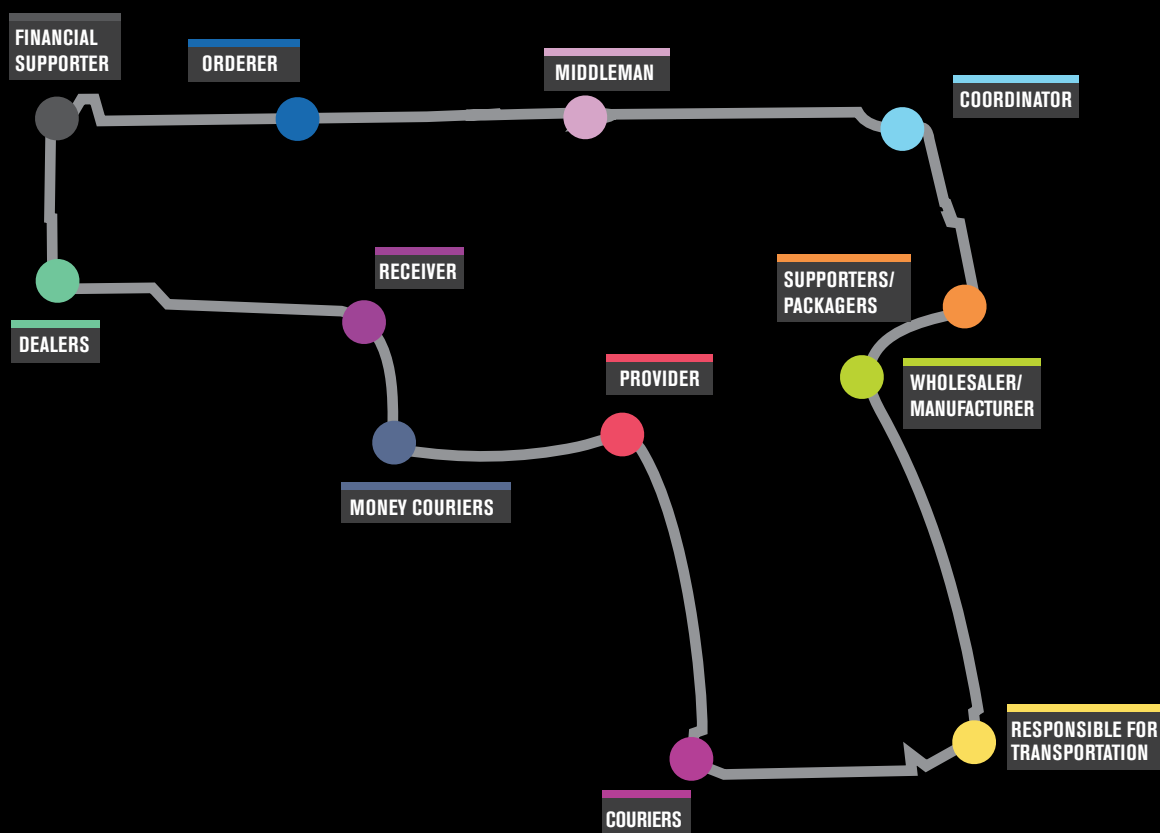 FINANCIAL
SUPPORTER
ORDERER
MIDDLEMAN
COORDINATOR
RECEIVER
SUPPORTERS/
PACKAGERS
DEALERS
PROVIDER
WHOLESALER/
MANUFACTURER
MONEY COURIERS
RESPONSIBLE FOR
TRANSPORTATION
COURIERS